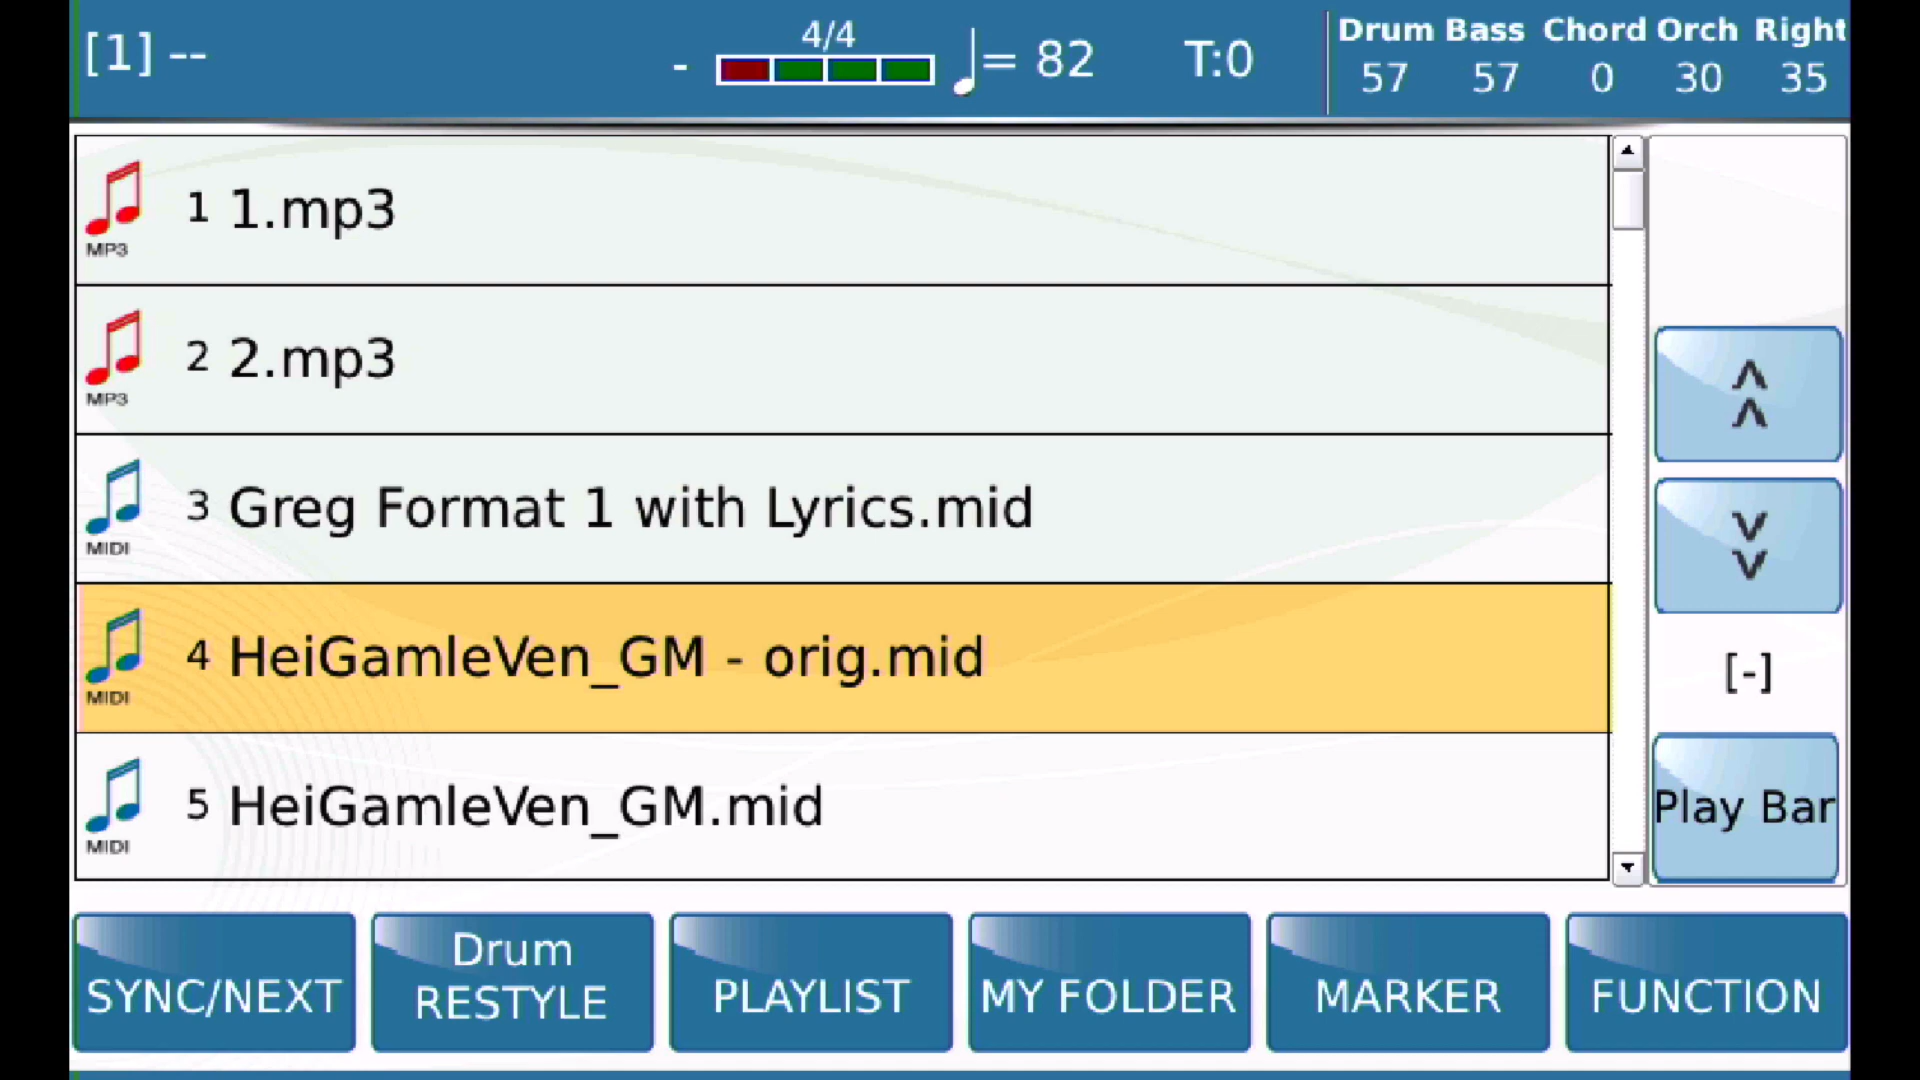 [1] --
4/4
-
= 82
T:0
Drum Bass Chord Orch Right
57 57 0 30 35
1 1.mp3
MP3
2 2.mp3
MP3
3 Greg Format 1 with Lyrics.mid
MIDI
4 HeiGamleVen_GM - orig.mid
MIDI
5 HeiGamleVen_GM.mid
MIDI
[-]
Play Bar
SYNC/NEXT
Drum
RESTYLE
PLAYLIST
MY FOLDER
MARKER
FUNCTION